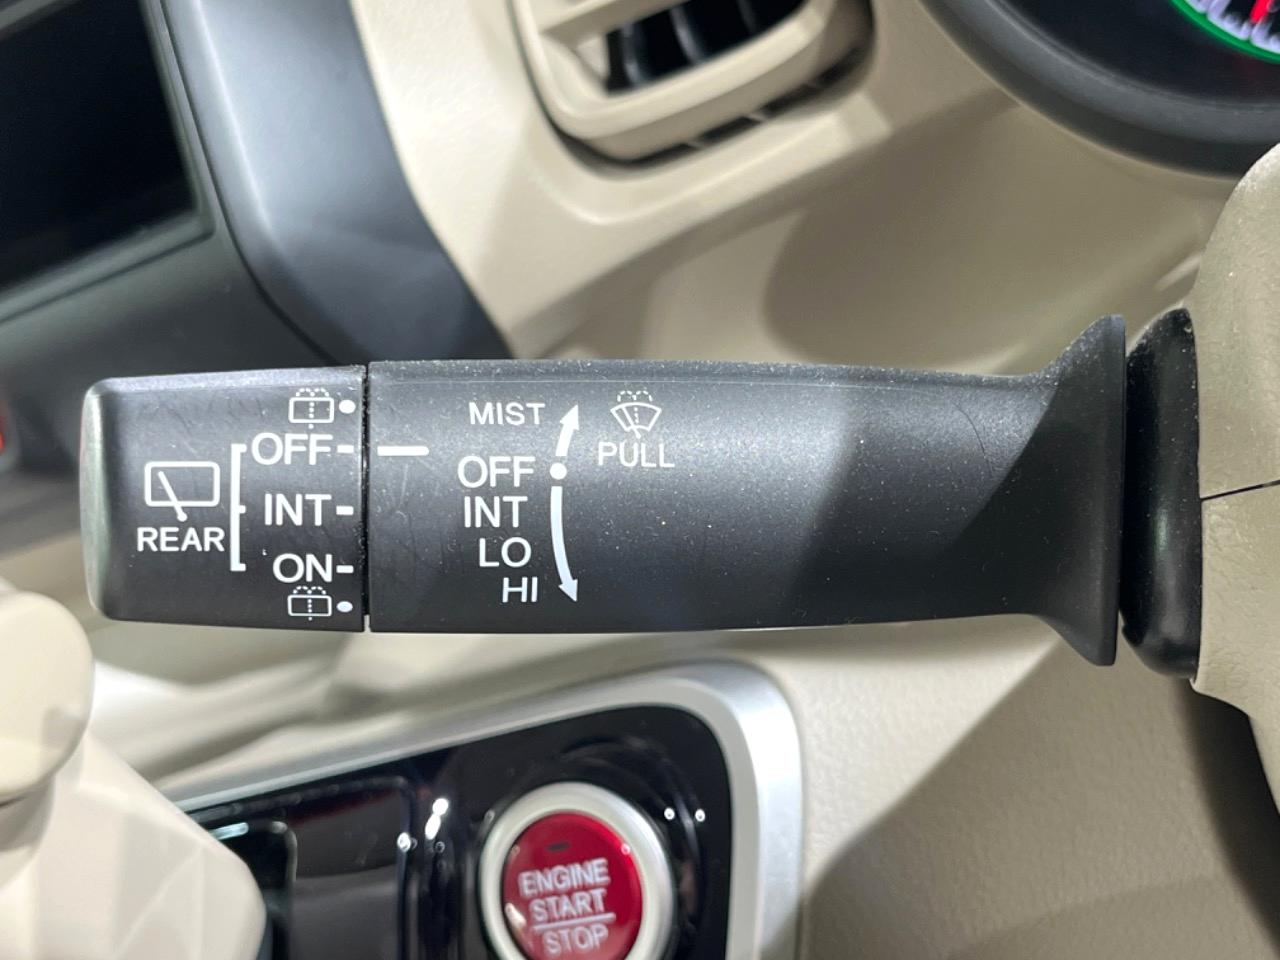 REAR
OFF
INT
ON
MIST
OFF
INT
LO
HI
PULL
ENGINE
START
STOP